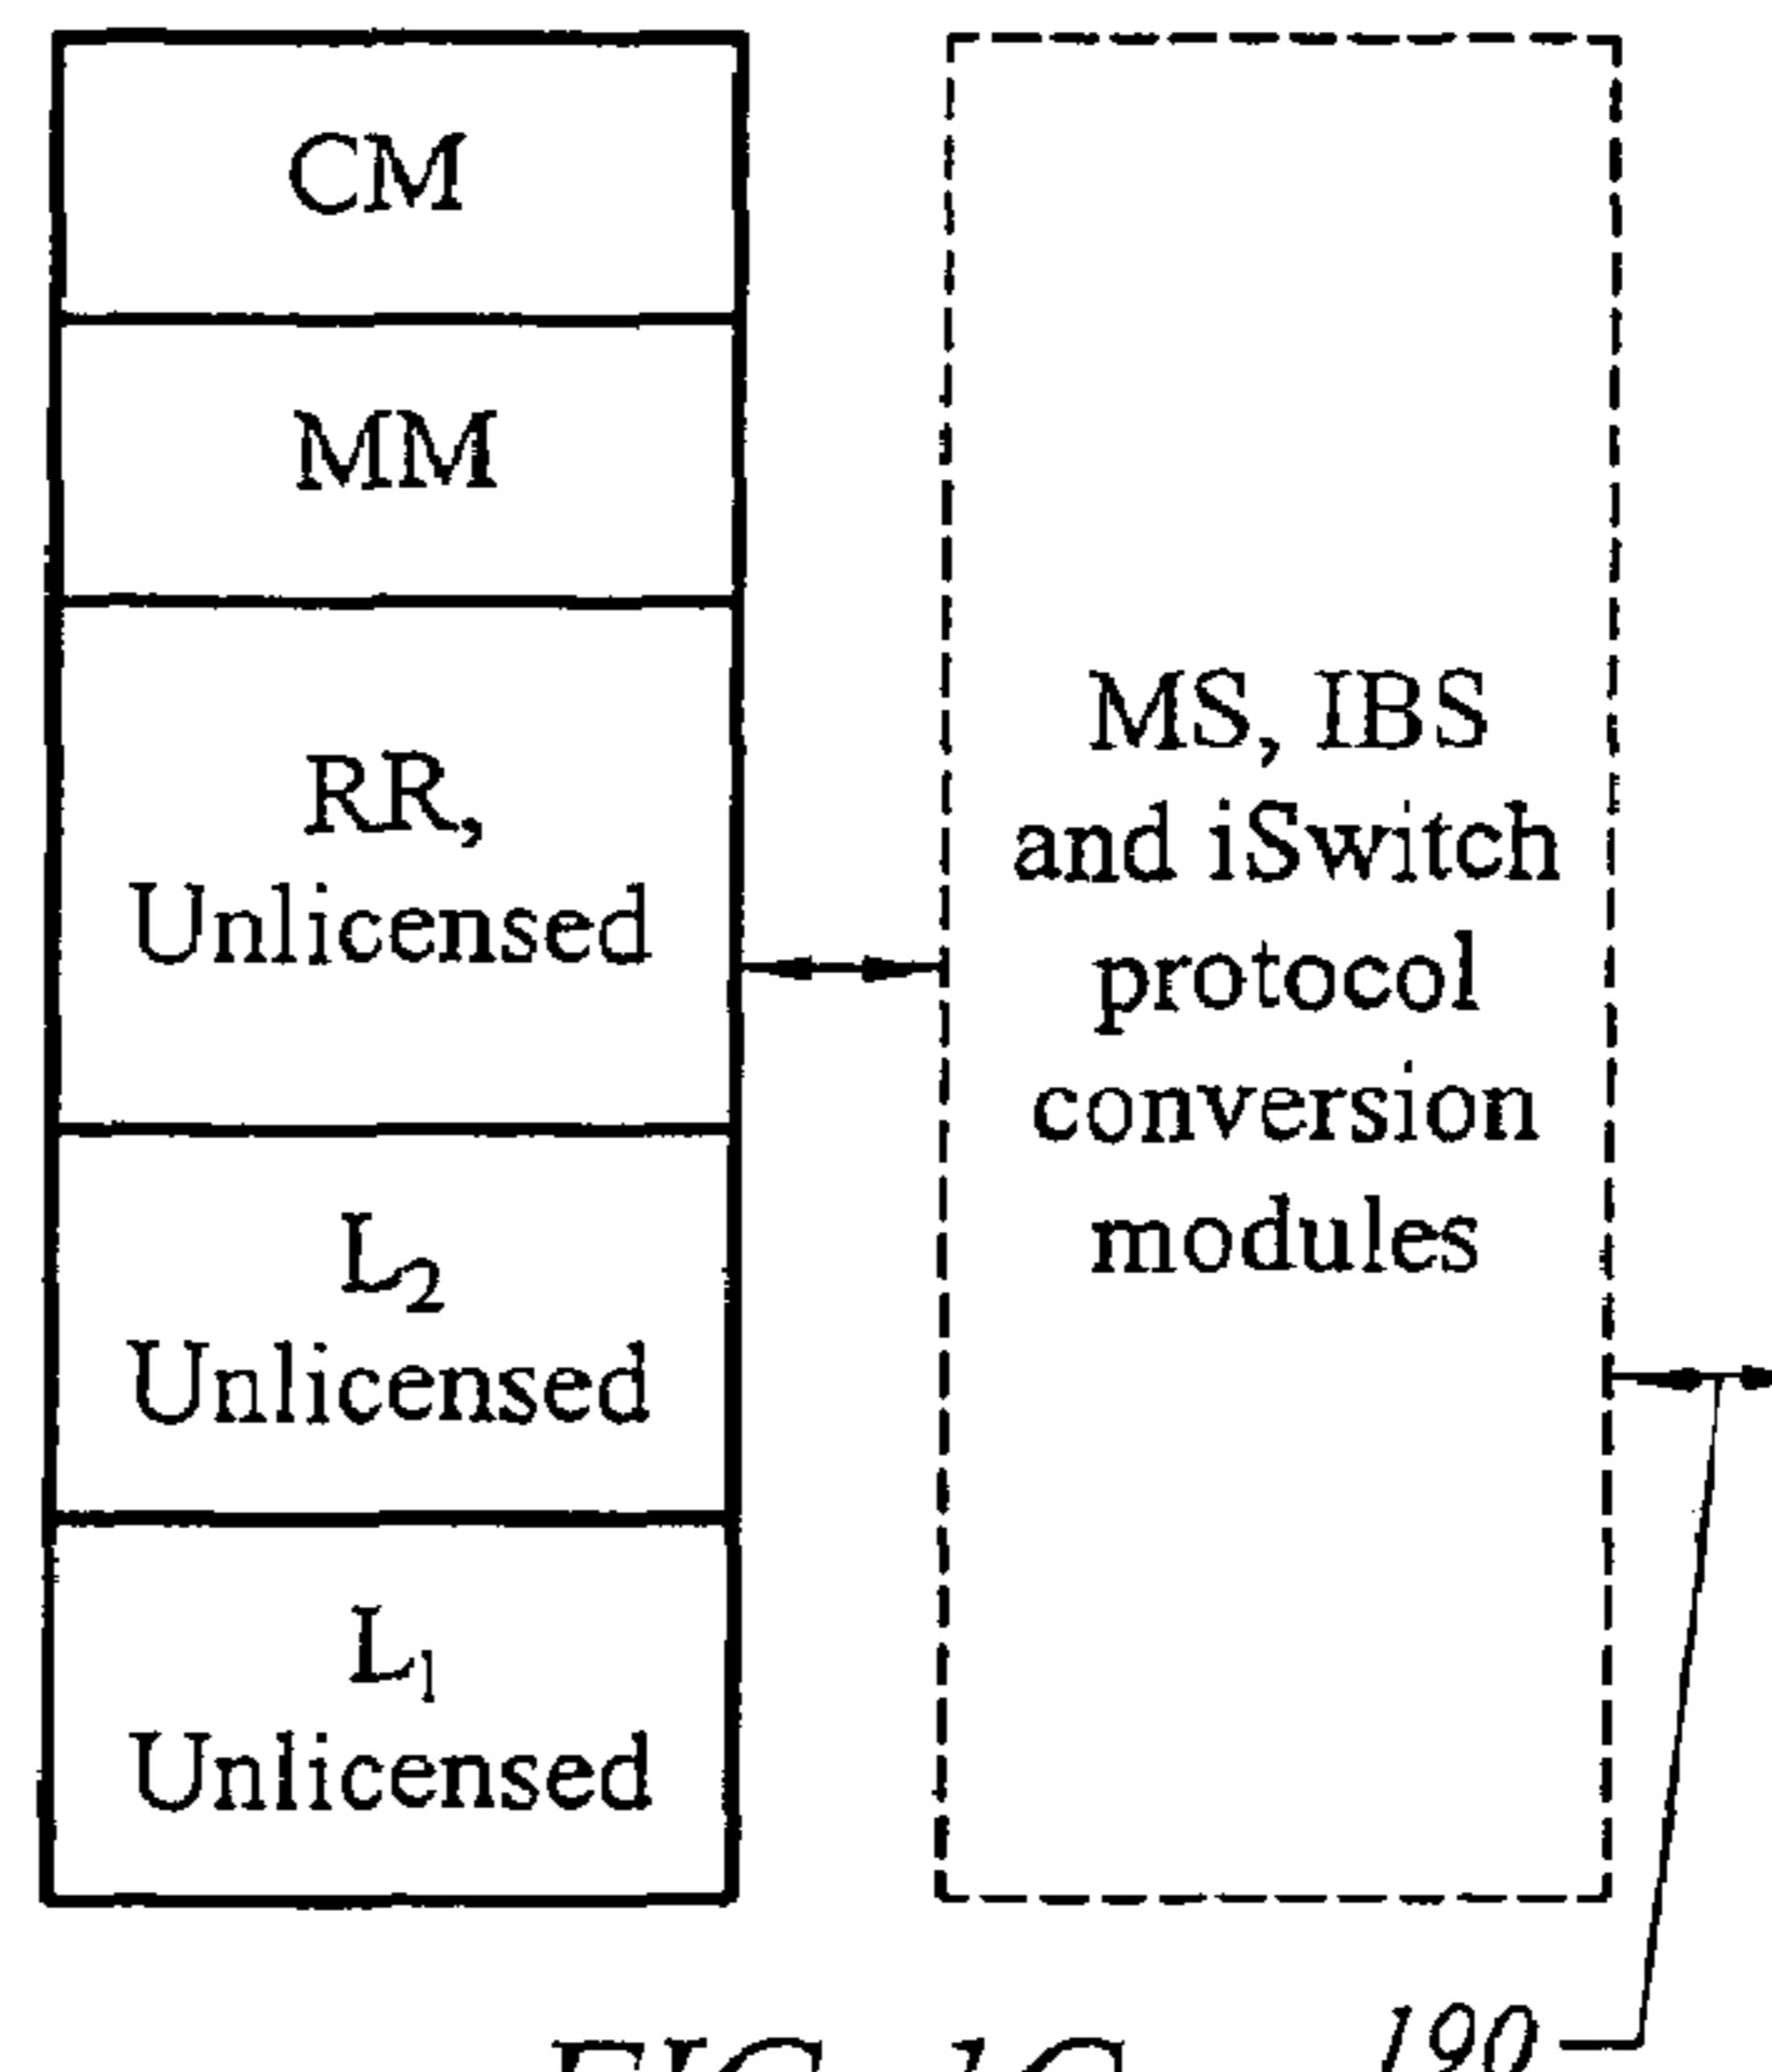 CM
MM
RR,
Unlicensed
L₂
Unlicensed
L₁
Unlicensed
MS, IBS
and iSwitch
protocol
conversion
modules
190